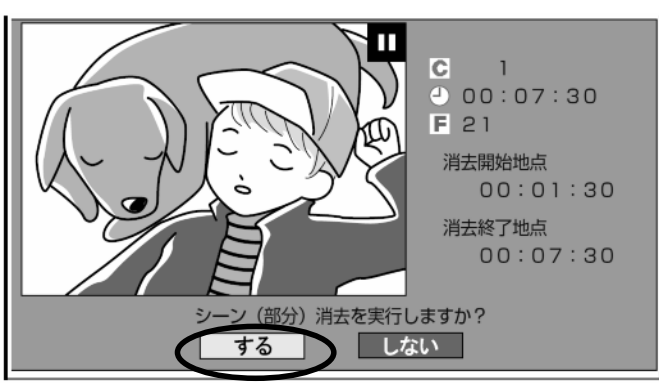 C 1
00:07:30
F 21
消去開始地点
00:01:30
消去終了地点
00:07:30
シーン（部分）消去を実行しますか？
する しない